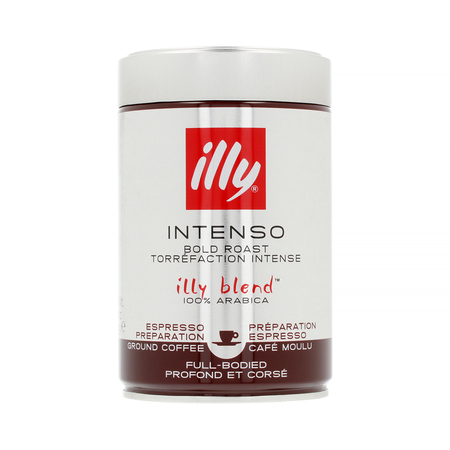 illy®
INTENSO
BOLD ROAST
TORRÉFACTION INTENSE
illy blend™
100% ARABICA
ESPRESSO PREPARATION
GROUND COFFEE
PRÉPARATION ESPRESSO
CAFÉ MOULU
FULL-BODIED
PROFOND ET CORSÉ